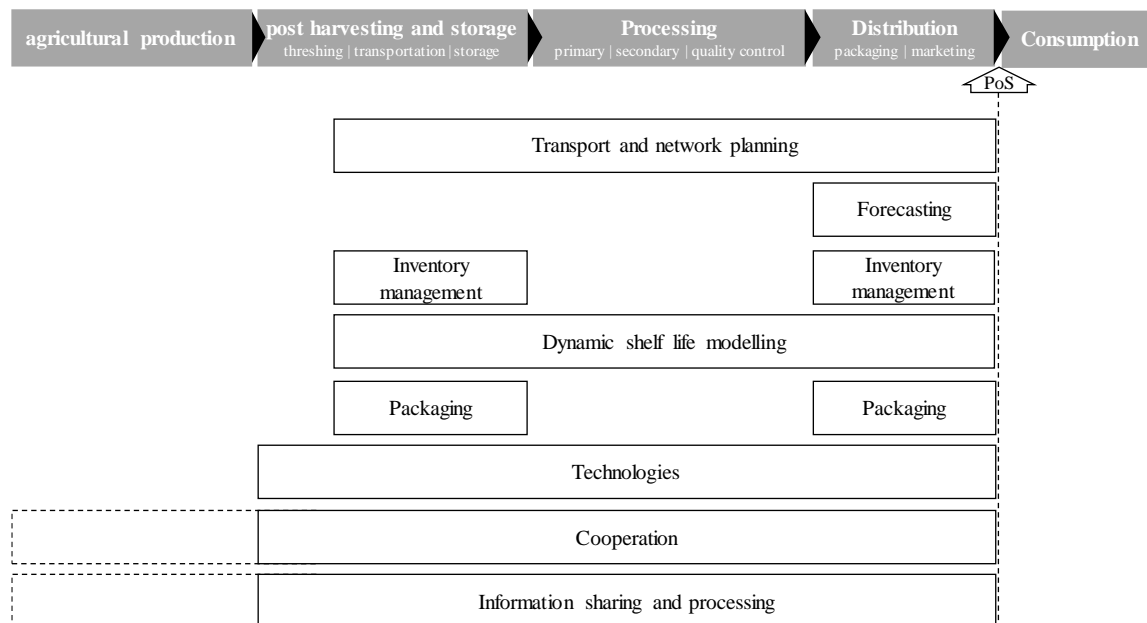 agricultural production
post harvesting and storage
threshing | transportation | storage
Processing
primary | secondary | quality control
Distribution
packaging | marketing
Consumption
PoS
Transport and network planning
Forecasting
Inventory
management
Inventory
management
Dynamic shelf life modelling
Packaging
Packaging
Technologies
Cooperation
Information sharing and processing